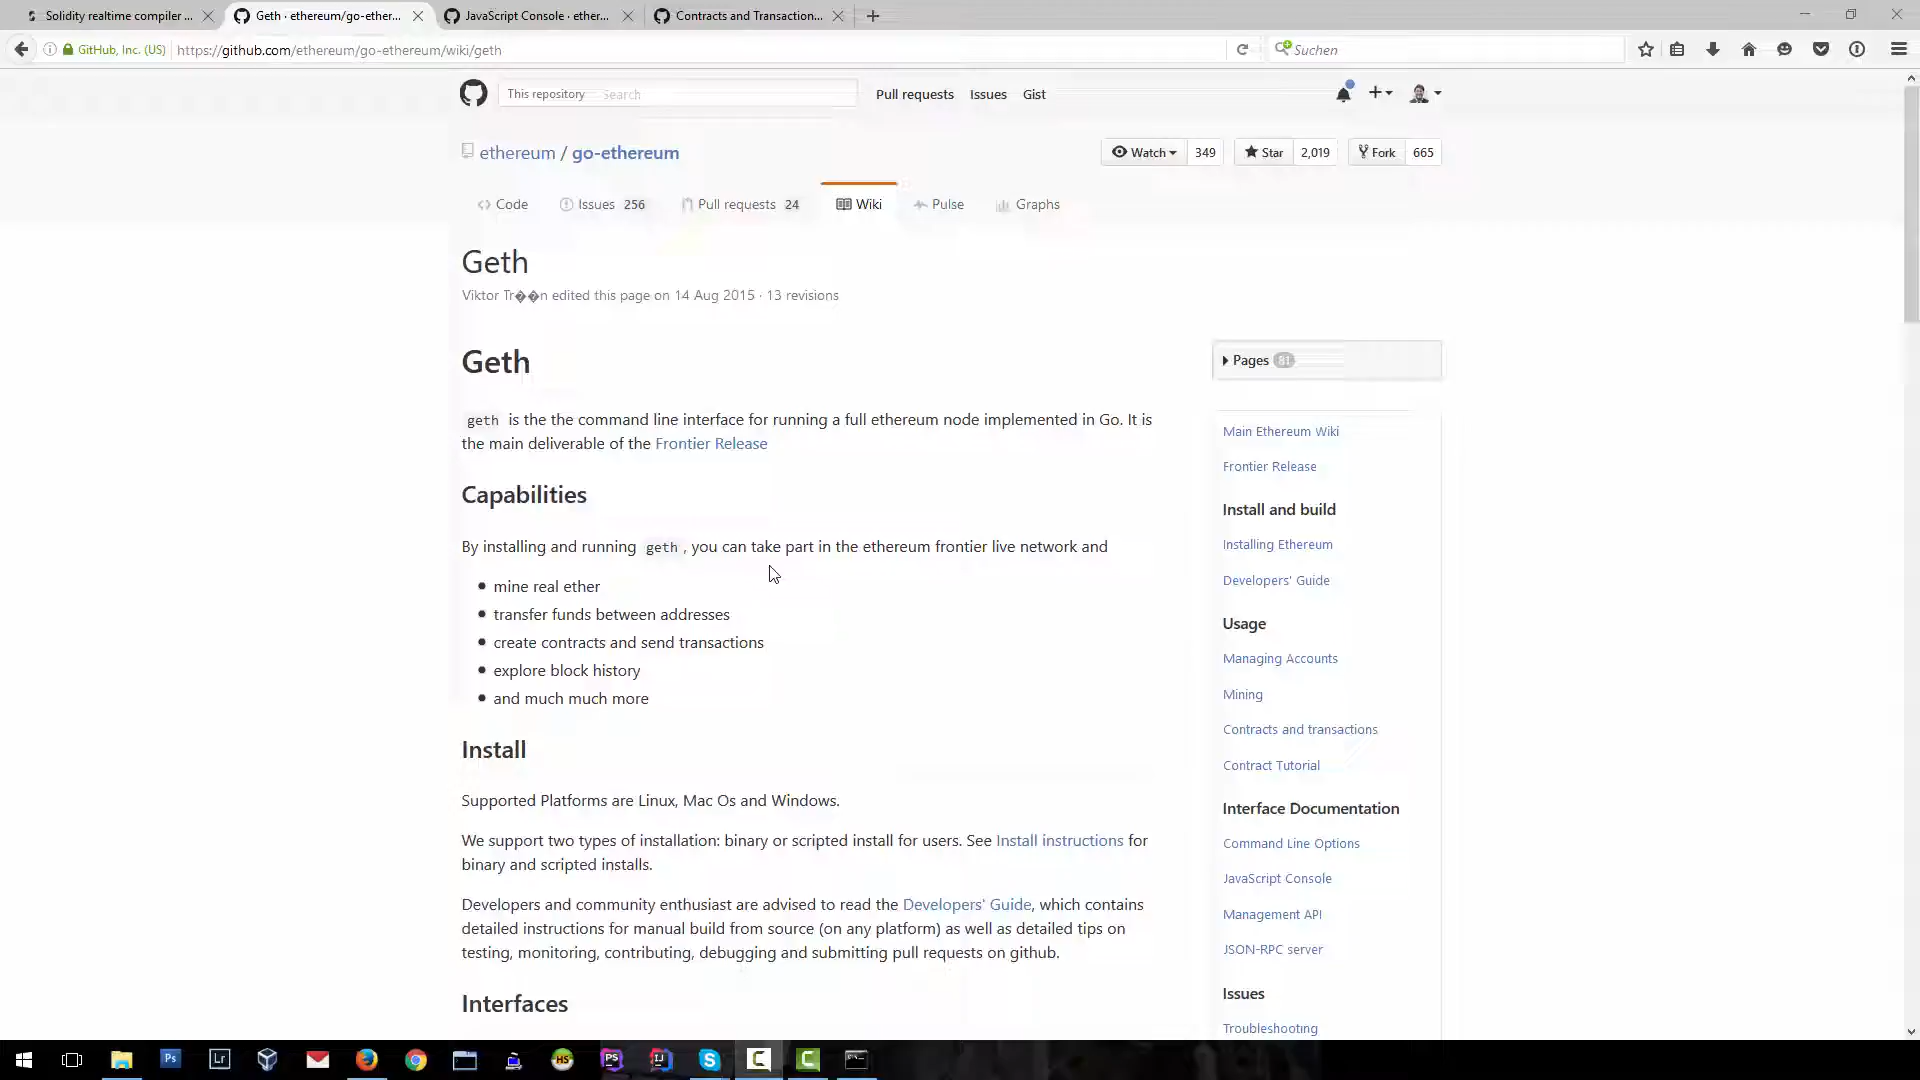 Solidity realtime compiler ...
Geth · ethereum/go-ether...
JavaScript Console · ether...
Contracts and Transaction...
GitHub, Inc. (US)
https://github.com/ethereum/go-ethereum/wiki/geth
Suchen
This repository Search
Pull requests Issues Gist
ethereum / go-ethereum
Watch 349 Star 2,019 Fork 665
Code Issues 256 Pull requests 24 Wiki Pulse Graphs
Geth
Viktor Tr��n edited this page on 14 Aug 2015 · 13 revisions
Geth
geth is the the command line interface for running a full ethereum node implemented in Go. It is
the main deliverable of the Frontier Release
Capabilities
By installing and running geth , you can take part in the ethereum frontier live network and
mine real ether
transfer funds between addresses
create contracts and send transactions
explore block history
and much much more
Install
Supported Platforms are Linux, Mac Os and Windows.
We support two types of installation: binary or scripted install for users. See Install instructions for
binary and scripted installs.
Developers and community enthusiast are advised to read the Developers' Guide, which contains
detailed instructions for manual build from source (on any platform) as well as detailed tips on
testing, monitoring, contributing, debugging and submitting pull requests on github.
Interfaces
Pages 81
Main Ethereum Wiki
Frontier Release
Install and build
Installing Ethereum
Developers' Guide
Usage
Managing Accounts
Mining
Contracts and transactions
Contract Tutorial
Interface Documentation
Command Line Options
JavaScript Console
Management API
JSON-RPC server
Issues
Troubleshooting
Ps
Lr
HS
PS
IJ
S
C
C